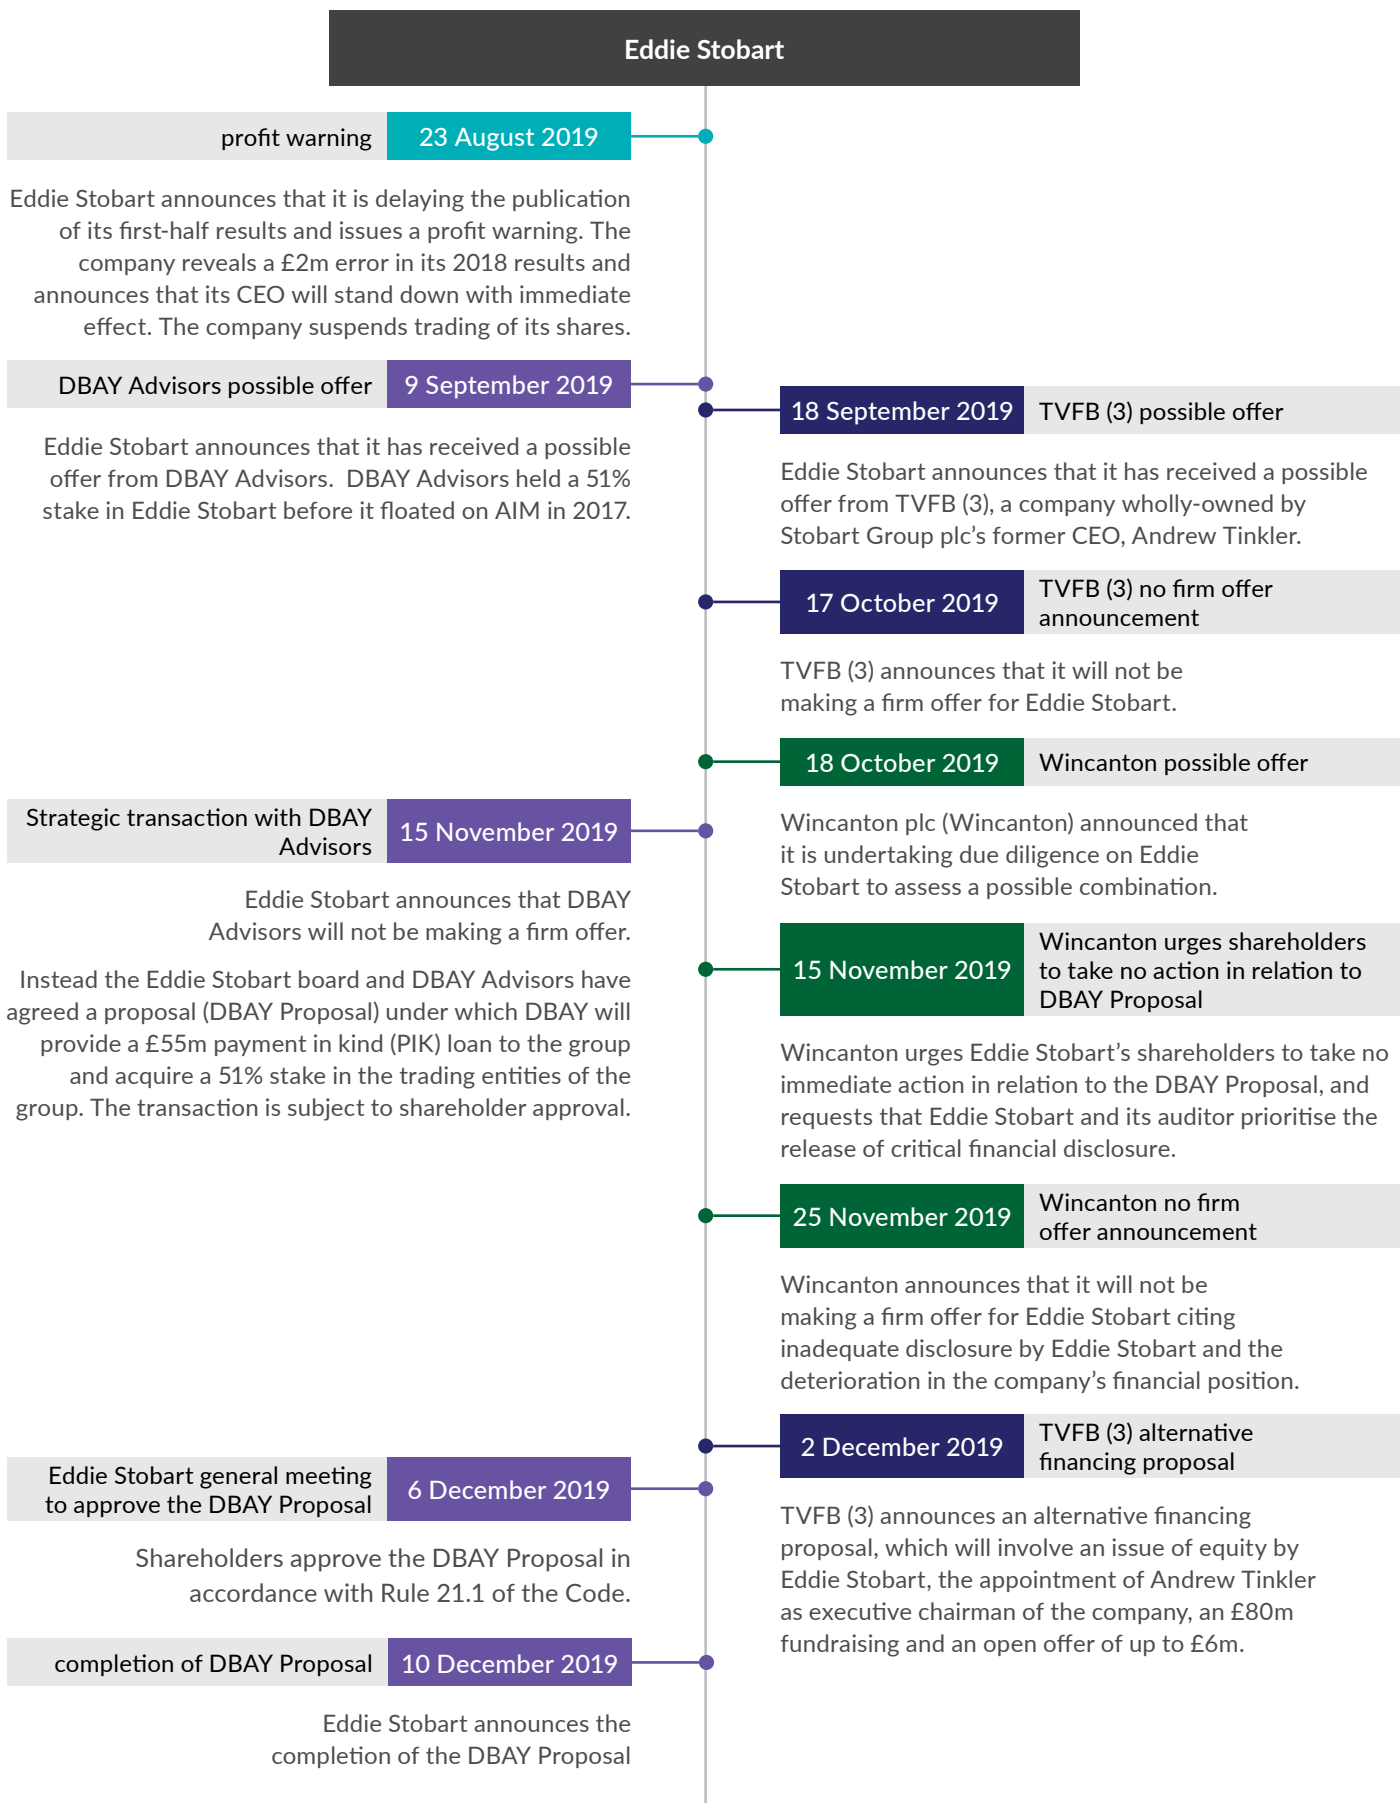 Eddie Stobart
profit warning
23 August 2019
Eddie Stobart announces that it is delaying the publication
of its first-half results and issues a profit warning. The
company reveals a £2m error in its 2018 results and
announces that its CEO will stand down with immediate
effect. The company suspends trading of its shares.
DBAY Advisors possible offer
9 September 2019
Eddie Stobart announces that it has received a possible
offer from DBAY Advisors.  DBAY Advisors held a 51%
stake in Eddie Stobart before it floated on AIM in 2017.
18 September 2019
TVFB (3) possible offer
Eddie Stobart announces that it has received a possible
offer from TVFB (3), a company wholly-owned by
Stobart Group plc’s former CEO, Andrew Tinkler.
17 October 2019
TVFB (3) no firm offer
announcement
TVFB (3) announces that it will not be
making a firm offer for Eddie Stobart.
18 October 2019
Wincanton possible offer
Wincanton plc (Wincanton) announced that
it is undertaking due diligence on Eddie
Stobart to assess a possible combination.
Strategic transaction with DBAY
Advisors
15 November 2019
Eddie Stobart announces that DBAY
Advisors will not be making a firm offer.
Instead the Eddie Stobart board and DBAY Advisors have
agreed a proposal (DBAY Proposal) under which DBAY will
provide a £55m payment in kind (PIK) loan to the group
and acquire a 51% stake in the trading entities of the
group. The transaction is subject to shareholder approval.
15 November 2019
Wincanton urges shareholders
to take no action in relation to
DBAY Proposal
Wincanton urges Eddie Stobart’s shareholders to take no
immediate action in relation to the DBAY Proposal, and
requests that Eddie Stobart and its auditor prioritise the
release of critical financial disclosure.
25 November 2019
Wincanton no firm
offer announcement
Wincanton announces that it will not be
making a firm offer for Eddie Stobart citing
inadequate disclosure by Eddie Stobart and the
deterioration in the company’s financial position.
2 December 2019
TVFB (3) alternative
financing proposal
TVFB (3) announces an alternative financing
proposal, which will involve an issue of equity by
Eddie Stobart, the appointment of Andrew Tinkler
as executive chairman of the company, an £80m
fundraising and an open offer of up to £6m.
Eddie Stobart general meeting
to approve the DBAY Proposal
6 December 2019
Shareholders approve the DBAY Proposal in
accordance with Rule 21.1 of the Code.
completion of DBAY Proposal
10 December 2019
Eddie Stobart announces the
completion of the DBAY Proposal